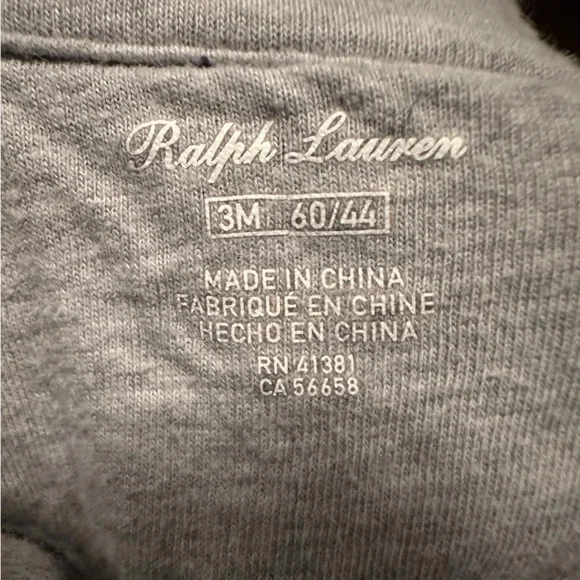 Ralph Lauren
3M 60/44
MADE IN CHINA
FABRIQUÉ EN CHINE
HECHO EN CHINA
RN 41381
CA 56658